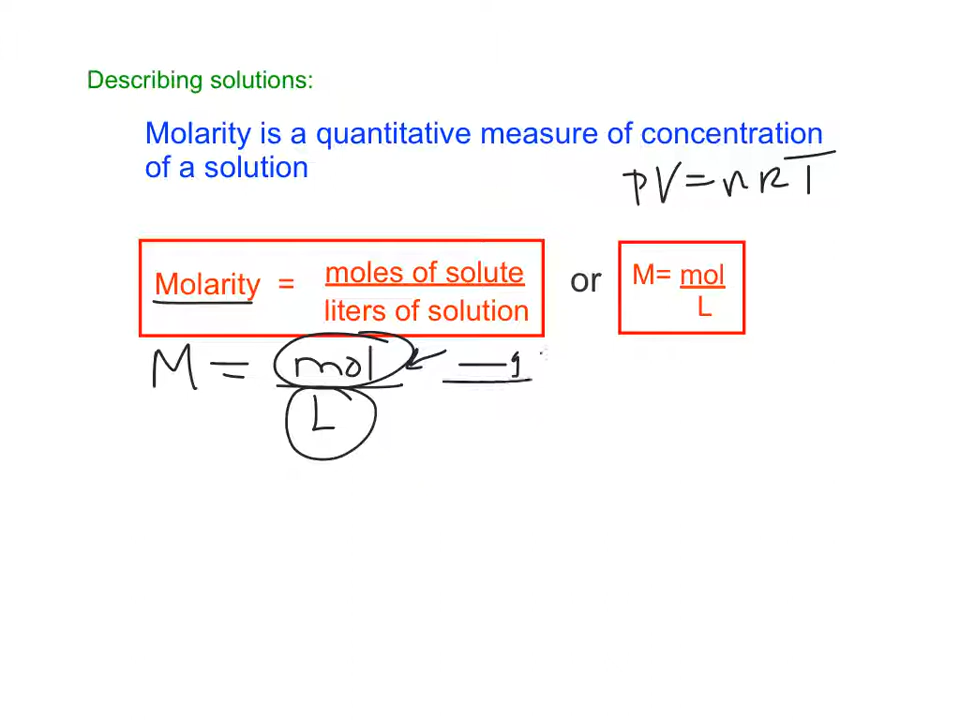 Describing solutions:
Molarity is a quantitative measure of concentration
of a solution
PV=nRT
Molarity = moles of solute
liters of solution
or
M= mol
L
M = mol
L
g